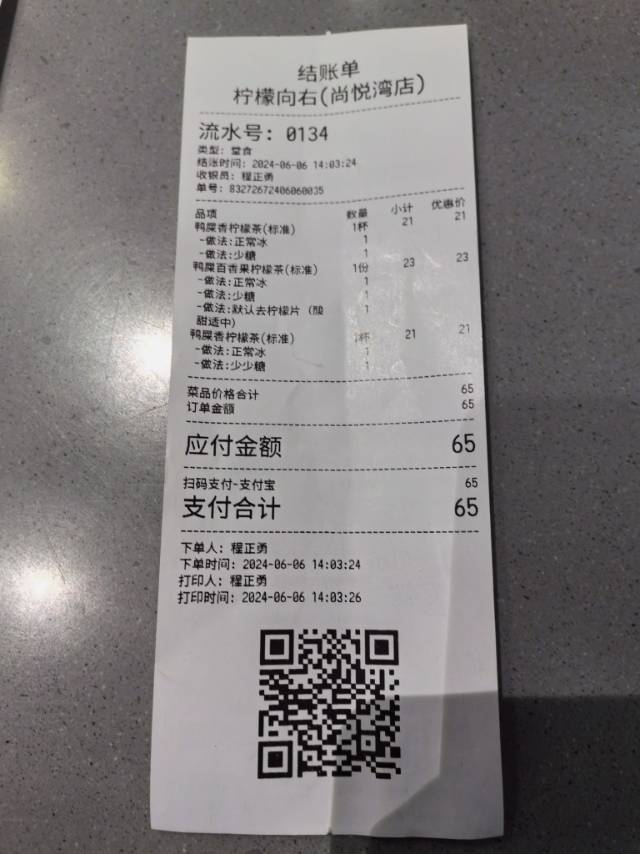 结账单
柠檬向右(尚悦湾店)
流水号: 0134
类型: 堂食
结账时间: 2024-06-06 14:03:24
收银员: 程正勇
单号: 83272672406060035
品项 数量 小计 优惠价
鸭屎香柠檬茶(标准) 1杯 21 21
-做法:正常冰 1
-做法:少糖 1
鸭屎百香果柠檬茶(标准) 1份 23 23
-做法:正常冰 1
-做法:少糖 1
-做法:默认去柠檬片 (酸 1
甜适中)
鸭屎香柠檬茶(标准) 1杯 21 21
-做法:正常冰 1
-做法:少少糖 1
菜品价格合计 65
订单金额 65
应付金额 65
扫码支付-支付宝 65
支付合计 65
下单人: 程正勇
下单时间: 2024-06-06 14:03:24
打印人: 程正勇
打印时间: 2024-06-06 14:03:26